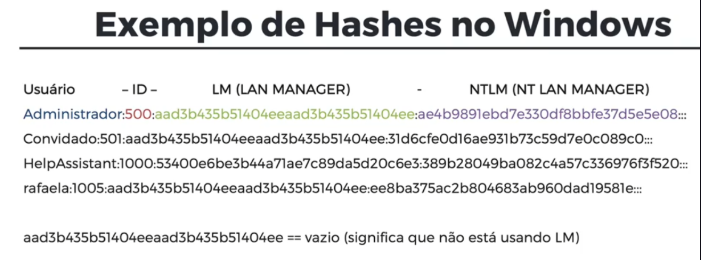 Exemplo de Hashes no Windows
Usuário – ID – LM (LAN MANAGER) - NTLM (NT LAN MANAGER)
Administrador:500:aad3b435b51404eeaad3b435b51404ee:ae4b9891ebd7e330df8bbfe37d5e5e08:::
Convidado:501:aad3b435b51404eeaad3b435b51404ee:31d6cfe0d16ae931b73c59d7e0c089c0:::
HelpAssistant:1000:53400e6be3b44a71ae7c89da5d20c6e3:389b28049ba082c4a57c336976f3f520:::
rafaela:1005:aad3b435b51404eeaad3b435b51404ee:ee8ba375ac2b804683ab960dad19581e:::
aad3b435b51404eeaad3b435b51404ee == vazio (significa que não está usando LM)